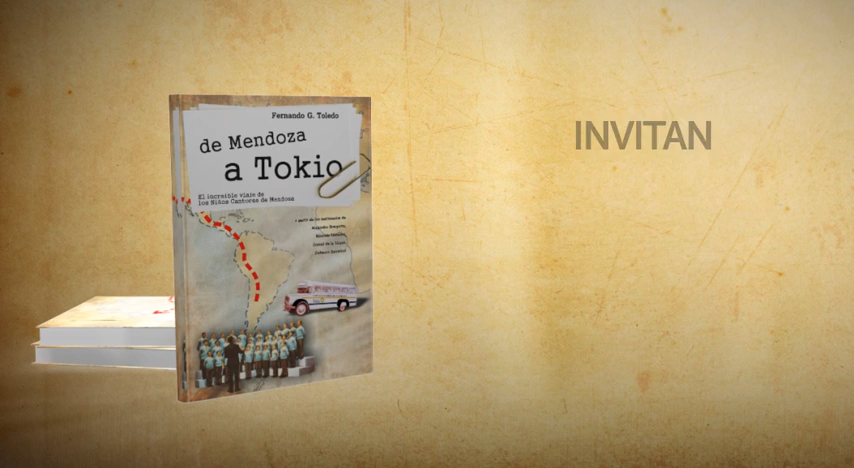 Fernando G. Toledo
de Mendoza
a Tokio
El increíble viaje de
los Niños Cantores de Mendoza
INVITAN